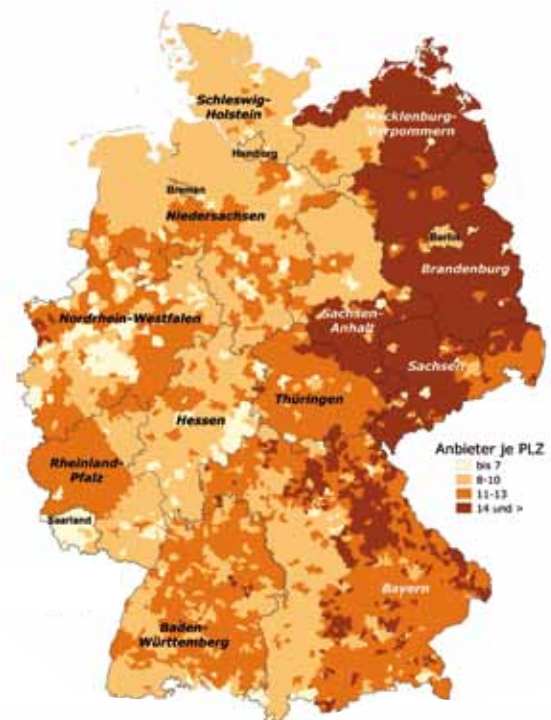 Schleswig-
Holstein
Mecklenburg-
Vorpommern
Hamburg
Bremen
Niedersachsen
Berlin
Brandenburg
Sachsen-
Anhalt
Nordrhein-Westfalen
Sachsen
Thüringen
Hessen
Rheinland-
Pfalz
Saarland
Anbieter je PLZ
bis 7
8-10
11-13
14 und >
Bayern
Baden-
Württemberg